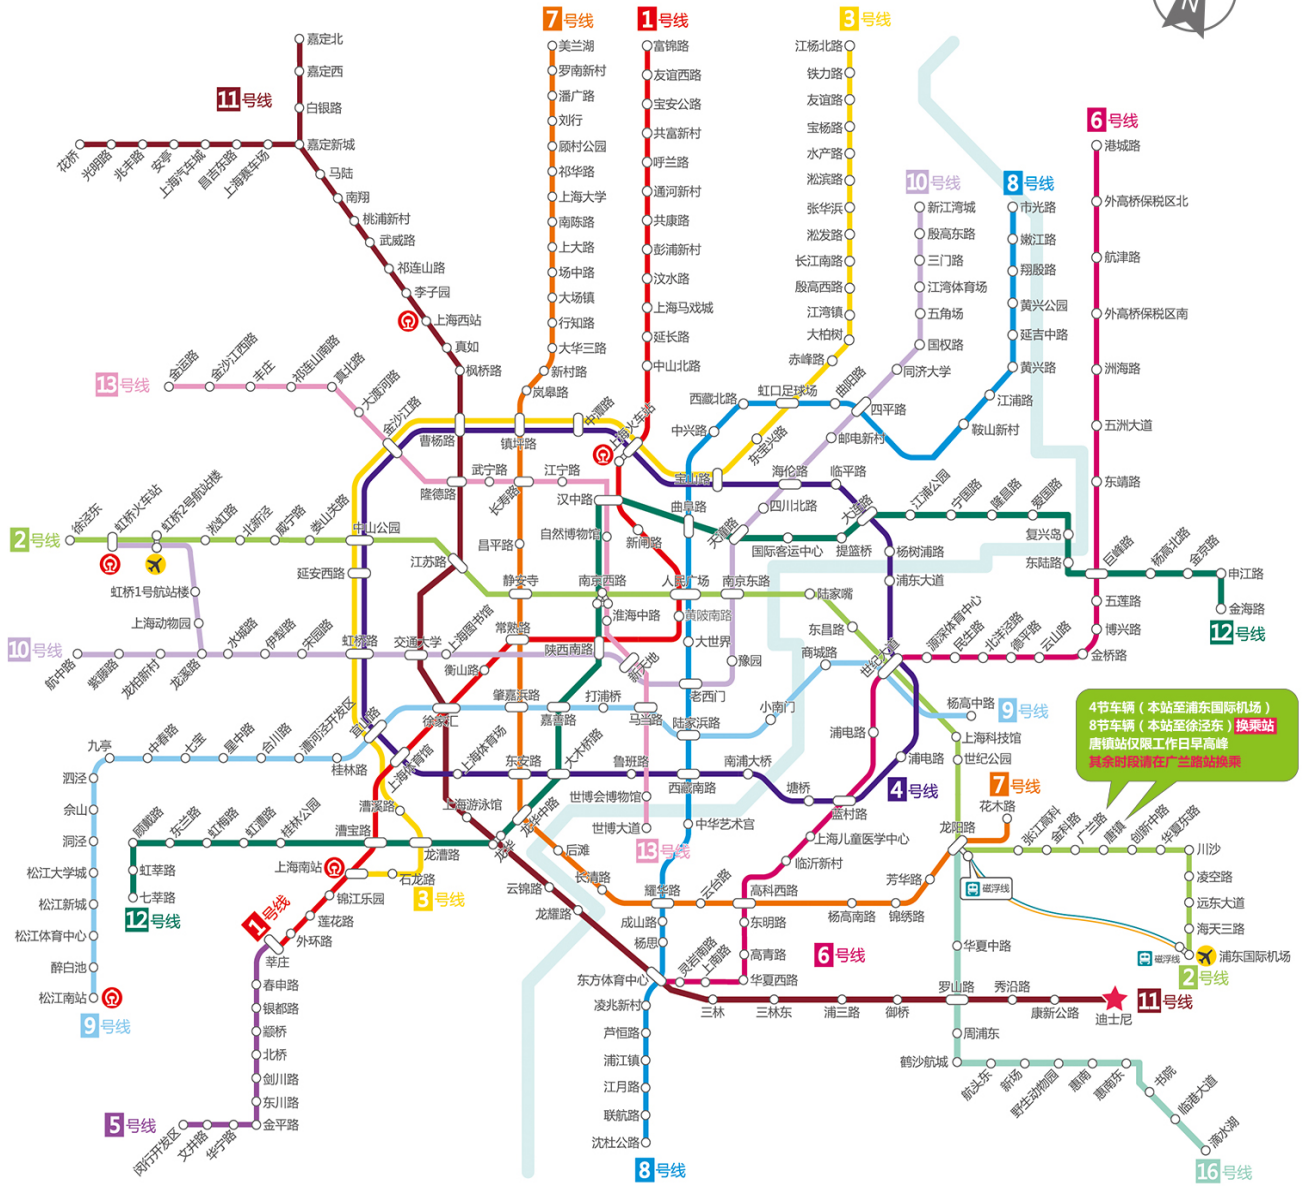 N
7号线
1号线
3号线
11号线
6号线
10号线
8号线
嘉定北
嘉定西
白银路
嘉定新城
花桥
光明路
兆丰路
安亭
上海汽车城
昌吉东路
上海赛车场
马陆
南翔
桃浦新村
武威路
祁连山路
李子园
上海西站
真如
枫桥路
美兰湖
罗南新村
潘广路
刘行
顾村公园
祁华路
上海大学
南陈路
上大路
场中路
大场镇
行知路
大华三路
新村路
岚皋路
富锦路
友谊西路
宝安公路
共富新村
呼兰路
通河新村
共康路
彭浦新村
汶水路
上海马戏城
延长路
中山北路
江杨北路
铁力路
友谊路
宝杨路
水产路
淞滨路
张华浜
淞发路
长江南路
殷高西路
江湾镇
大柏树
赤峰路
新江湾城
殷高东路
三门路
江湾体育场
五角场
国权路
同济大学
市光路
嫩江路
翔殷路
黄兴公园
延吉中路
黄兴路
江浦路
鞍山新村
港城路
外高桥保税区北
航津路
外高桥保税区南
洲海路
五洲大道
东靖路
巨峰路
杨高北路
金京路
申江路
金海路
12号线
五莲路
博兴路
金桥路
13号线
金运路
金沙江西路
丰庄
祁连山南路
真北路
大渡河路
金沙江路
曹杨路
镇坪路
中潭路
上海火车站
西藏北路
虹口足球场
曲阳路
四平路
中兴路
东宝兴路
邮电新村
宝山路
海伦路
临平路
大连路
江浦公园
宁国路
隆昌路
爱国路
复兴岛
东陆路
隆德路
武宁路
长寿路
江宁路
汉中路
自然博物馆
新闸路
曲阜路
天潼路
四川北路
国际客运中心
提篮桥
杨树浦路
浦东大道
2号线
徐泾东
虹桥火车站
虹桥2号航站楼
淞虹路
北新泾
威宁路
娄山关路
中山公园
江苏路
昌平路
静安寺
南京西路
人民广场
南京东路
陆家嘴
东昌路
商城路
世纪大道
源深体育中心
民生路
北洋泾路
德平路
云山路
延安西路
虹桥1号航站楼
上海动物园
10号线
航中路
紫藤路
龙柏新村
龙溪路
水城路
伊犁路
宋园路
虹桥路
交通大学
上海图书馆
常熟路
衡山路
陕西南路
淮海中路
黄陂南路
大世界
新天地
豫园
老西门
小南门
陆家浜路
马当路
打浦桥
嘉善路
肇嘉浜路
徐家汇
宜山路
漕河泾开发区
合川路
星中路
七宝
中春路
九亭
泗泾
佘山
洞泾
松江大学城
松江新城
松江体育中心
醉白池
松江南站
9号线
桂林路
上海体育馆
上海体育场
东安路
大木桥路
鲁班路
西藏南路
南浦大桥
塘桥
蓝村路
浦电路
浦电路
4号线
杨高中路
9号线
上海科技馆
世纪公园
4节车辆（本站至浦东国际机场）
8节车辆（本站至徐泾东）换乘站
唐镇站仅限工作日早高峰
其余时段请在广兰路站换乘
7号线
花木路
龙阳路
张江高科
金科路
广兰路
唐镇
创新中路
华夏东路
川沙
凌空路
远东大道
海天三路
浦东国际机场
2号线
磁浮线
磁浮线
漕溪路
上海游泳馆
龙华中路
世博会博物馆
世博大道
13号线
中华艺术宫
上海儿童医学中心
临沂新村
顾戴路
东兰路
虹梅路
虹漕路
桂林公园
漕宝路
龙漕路
龙华
虹莘路
七莘路
12号线
上海南站
石龙路
3号线
锦江乐园
莲花路
外环路
莘庄
1号线
后滩
长清路
云锦路
龙耀路
耀华路
云台路
高科西路
杨高南路
锦绣路
芳华路
成山路
杨思
东明路
高青路
华夏西路
上南路
灵岩南路
东方体育中心
6号线
华夏中路
三林
三林东
浦三路
御桥
罗山路
秀沿路
康新公路
迪士尼
11号线
周浦东
鹤沙航城
航头东
新场
野生动物园
惠南
惠南东
书院
临港大道
滴水湖
16号线
春申路
银都路
颛桥
北桥
剑川路
东川路
金平路
华宁路
文井路
闵行开发区
5号线
凌兆新村
芦恒路
浦江镇
江月路
联航路
沈杜公路
8号线